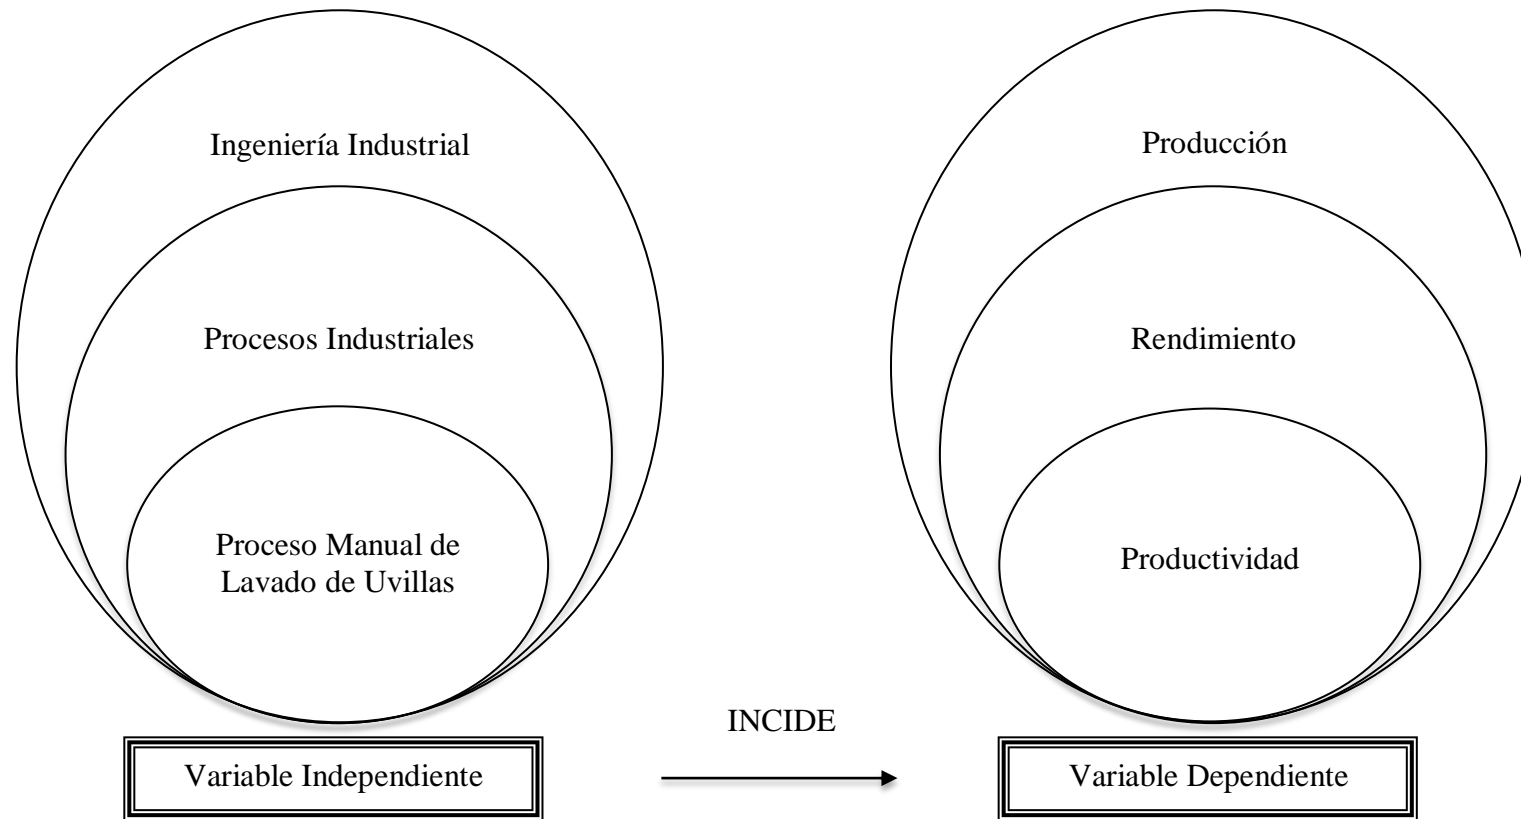 Ingeniería Industrial
Procesos Industriales
Proceso Manual de
Lavado de Uvillas
Variable Independiente
INCIDE
Producción
Rendimiento
Productividad
Variable Dependiente